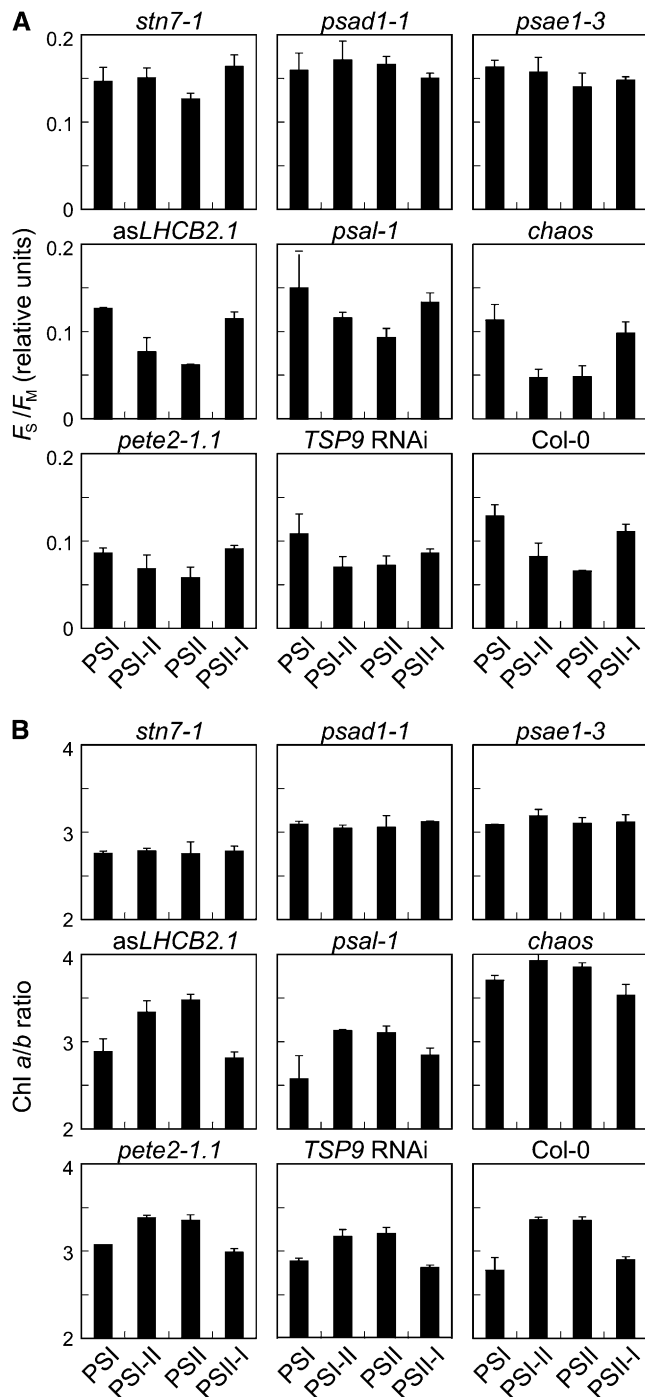 A
stn7-1 psad1-1 psae1-3
0.2
0.1
0
asLHCB2.1 psal-1 chaos
0.2
0.1
0
pete2-1.1 TSP9 RNAi Col-0
0.2
0.1
0
FS/FM (relative units)
PSI PSI-II PSII PSII-I PSI PSI-II PSII PSII-I PSI PSI-II PSII PSII-I
B
stn7-1 psad1-1 psae1-3
4
3
2
asLHCB2.1 psal-1 chaos
4
3
2
pete2-1.1 TSP9 RNAi Col-0
4
3
2
Chl a/b ratio
PSI PSI-II PSII PSII-I PSI PSI-II PSII PSII-I PSI PSI-II PSII PSII-I